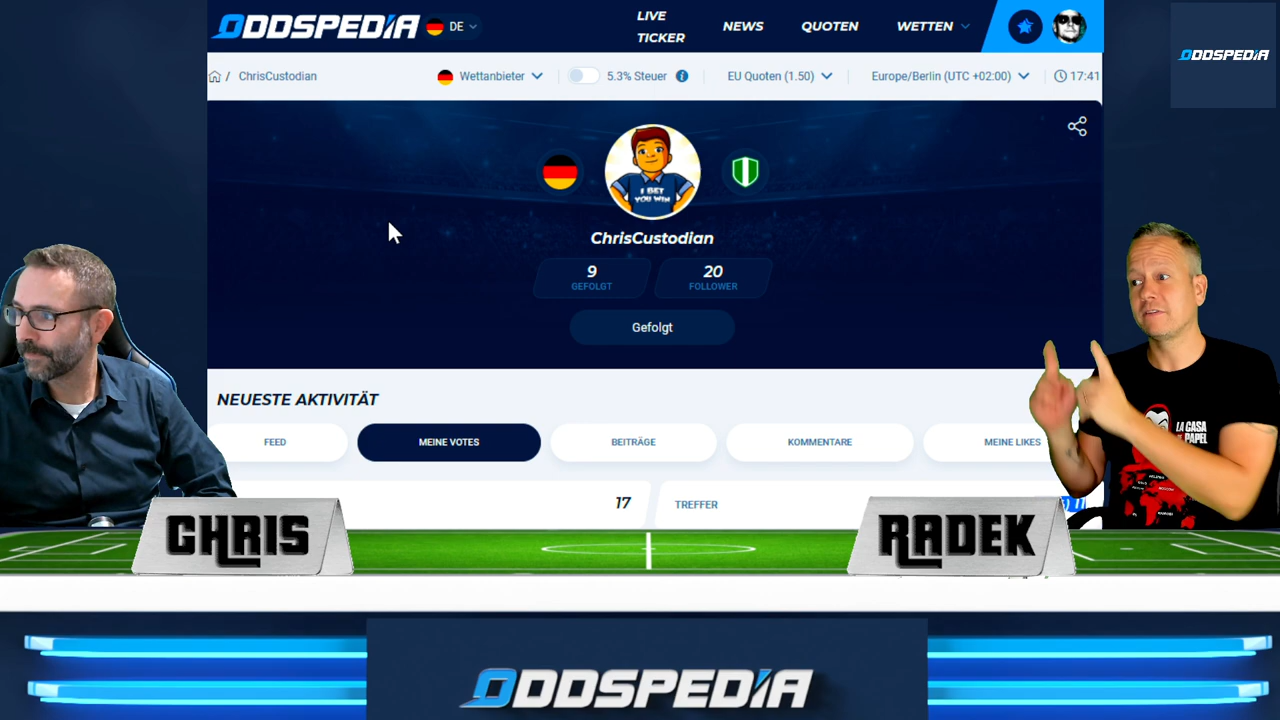 ODDSPEDIA
DE
LIVE TICKER
NEWS
QUOTEN
WETTEN
ODDSPEDIA
/ ChrisCustodian
Wettanbieter
5.3% Steuer
EU Quoten (1.50)
Europe/Berlin (UTC +02:00)
17:41
I BET
YOU WIN
ChrisCustodian
9
GEFOLGT
20
FOLLOWER
Gefolgt
NEUESTE AKTIVITÄT
FEED
MEINE VOTES
BEITRÄGE
KOMMENTARE
MEINE LIKES
LA CASA
PAPEL
17
TREFFER
CHRIS
RADEK
ODDSPEDIA